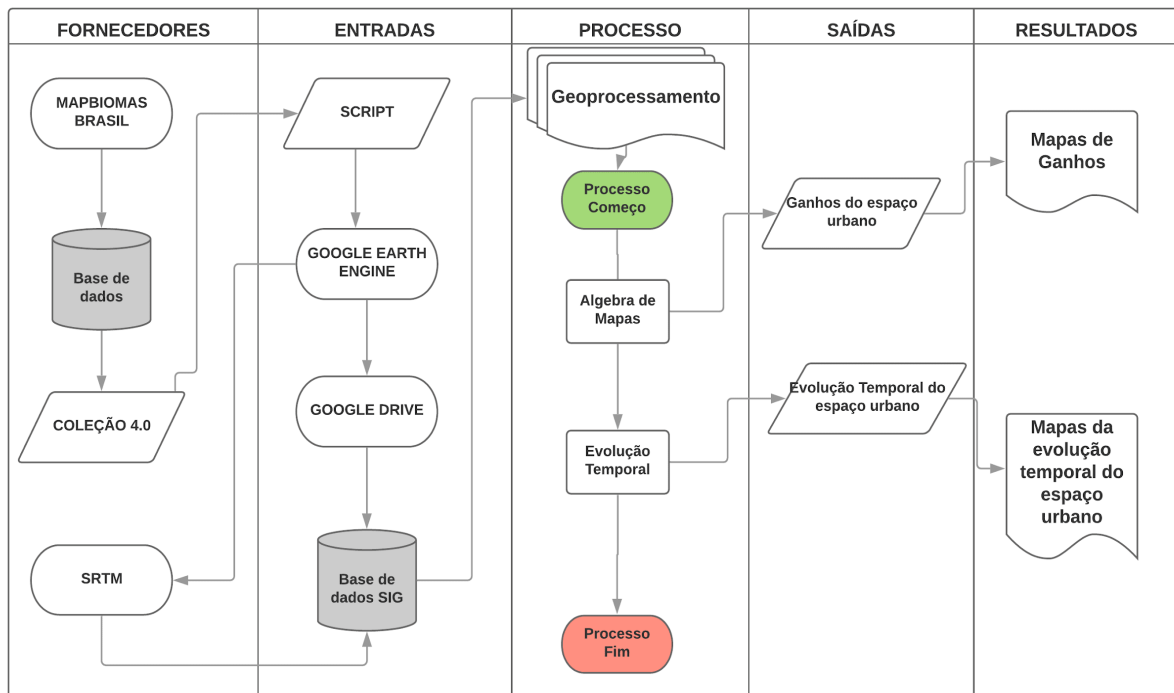 FORNECEDORES
ENTRADAS
PROCESSO
SAÍDAS
RESULTADOS
MAPBIOMAS
BRASIL
Base de
dados
COLEÇÃO 4.0
SRTM
SCRIPT
GOOGLE EARTH
ENGINE
GOOGLE DRIVE
Base de
dados SIG
Geoprocessamento
Processo
Começo
Algebra de
Mapas
Evolução
Temporal
Processo
Fim
Ganhos do espaço
urbano
Evolução Temporal do
espaço urbano
Mapas de
Ganhos
Mapas da
evolução
temporal do
espaço
urbano